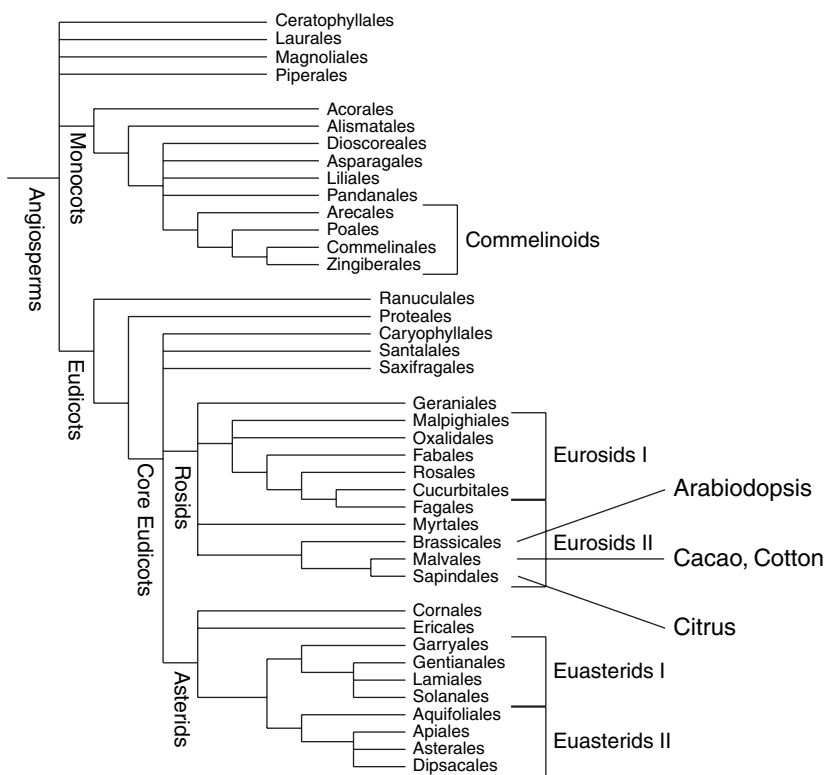 Ceratophyllales
Laurales
Magnoliales
Piperales
Acorales
Alismatales
Dioscoreales
Asparagales
Liliales
Pandanales
Arecales
Poales
Commelinales
Zingiberales
Commelinoids
Monocots
Angiosperms
Ranuculales
Proteales
Caryophyllales
Santalales
Saxifragales
Eudicots
Core Eudicots
Geraniales
Malpighiales
Oxalidales
Fabales
Rosales
Cucurbitales
Fagales
Myrtales
Brassicales
Malvales
Sapindales
Rosids
Eurosids I
Eurosids II
Arabiodopsis
Cacao, Cotton
Citrus
Cornales
Ericales
Garryales
Gentianales
Lamiales
Solanales
Aquifoliales
Apiales
Asterales
Dipsacales
Asterids
Euasterids I
Euasterids II